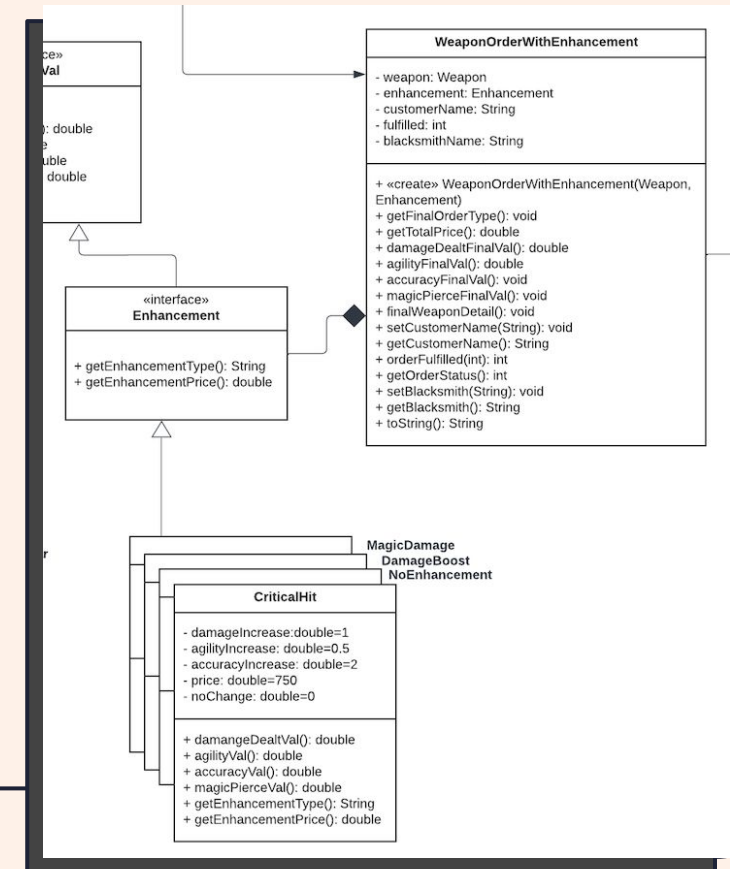 ce»
Val
): double
e
uble
double
«interface»
Enhancement
+ getEnhancementType(): String
+ getEnhancementPrice(): double
WeaponOrderWithEnhancement
- weapon: Weapon
- enhancement: Enhancement
- customerName: String
- fulfilled: int
- blacksmithName: String
+ «create» WeaponOrderWithEnhancement(Weapon,
Enhancement)
+ getFinalOrderType(): void
+ getTotalPrice(): double
+ damageDealtFinalVal(): double
+ agilityFinalVal(): double
+ accuracyFinalVal(): void
+ magicPierceFinalVal(): void
+ finalWeaponDetail(): void
+ setCustomerName(String): void
+ getCustomerName(): String
+ orderFulfilled(int): int
+ getOrderStatus(): int
+ setBlacksmith(String): void
+ getBlacksmith(): String
+ toString(): String
r
MagicDamage
DamageBoost
NoEnhancement
CriticalHit
- damageIncrease:double=1
- agilityIncrease: double=0.5
- accuracyIncrease: double=2
- price: double=750
- noChange: double=0
+ damangeDealtVal(): double
+ agilityVal(): double
+ accuracyVal(): double
+ magicPierceVal(): double
+ getEnhancementType(): String
+ getEnhancementPrice(): double